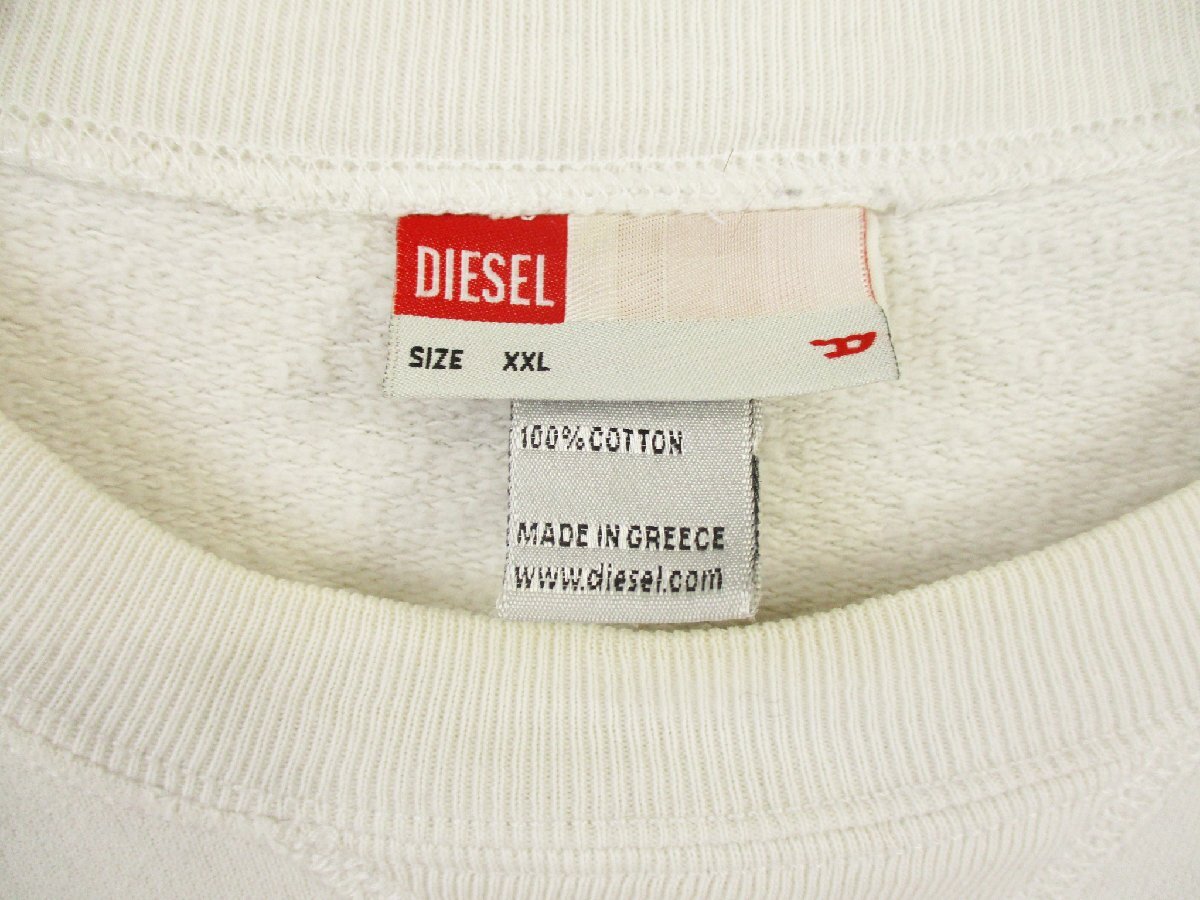 DIESEL
SIZE XXL
100% COTTON
MADE IN GREECE
www.diesel.com